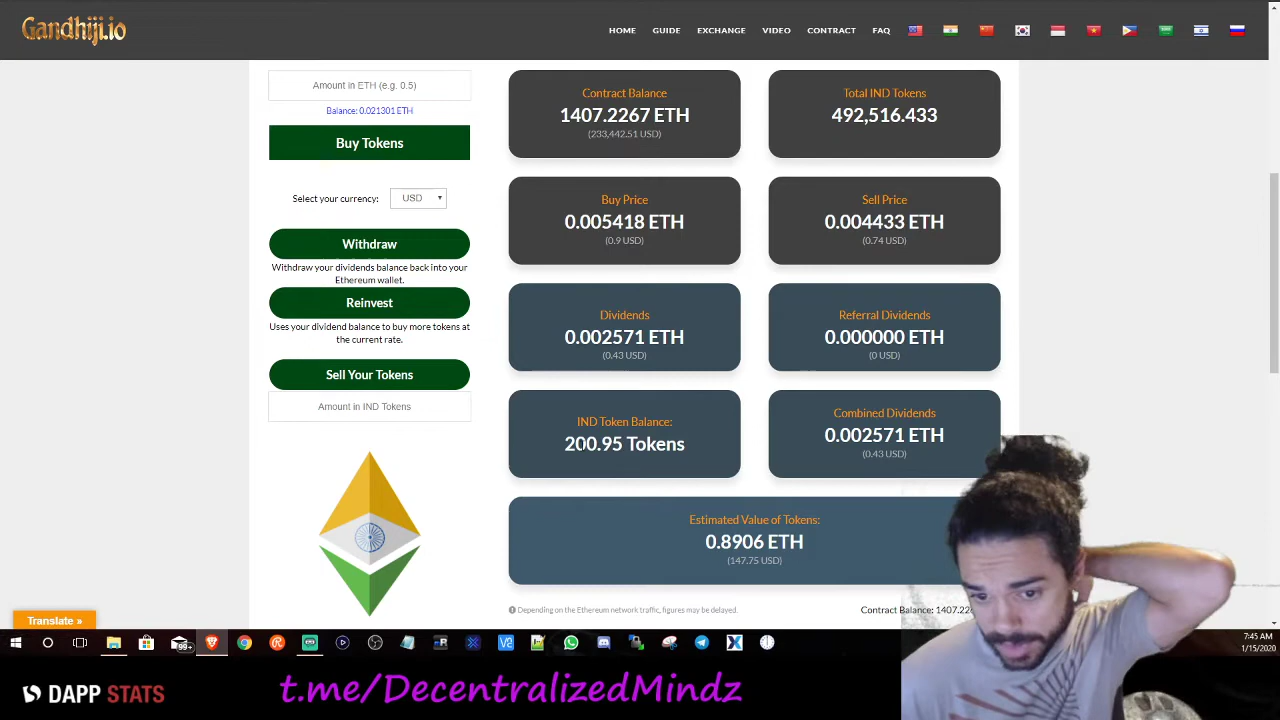 Gandhiji.io
HOME GUIDE EXCHANGE VIDEO CONTRACT FAQ
Amount in ETH (e.g. 0.5)
Balance: 0.021301 ETH
Buy Tokens
Select your currency: USD
Withdraw
Withdraw your dividends balance back into your
Ethereum wallet.
Reinvest
Uses your dividend balance to buy more tokens at
the current rate.
Sell Your Tokens
Amount in IND Tokens
Contract Balance
1407.2267 ETH
(233,442.51 USD)
Total IND Tokens
492,516.433
Buy Price
0.005418 ETH
(0.9 USD)
Sell Price
0.004433 ETH
(0.74 USD)
Dividends
0.002571 ETH
(0.43 USD)
Referral Dividends
0.000000 ETH
(0 USD)
IND Token Balance:
200.95 Tokens
Combined Dividends
0.002571 ETH
(0.43 USD)
Estimated Value of Tokens:
0.8906 ETH
(147.75 USD)
Depending on the Ethereum network traffic, figures may be delayed.
Contract Balance: 1407.22
Translate »
99+
7:45 AM
1/15/2020
DAPP STATS
t.me/DecentralizedMindz